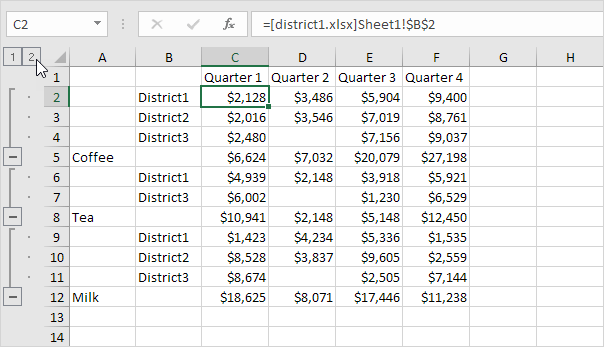 C2 =[district1.xlsx]Sheet1!$B$2
1 2 A B C D E F G H
1 Quarter 1 Quarter 2 Quarter 3 Quarter 4
2 District1 $2,128 $3,486 $5,904 $9,400
3 District2 $2,016 $3,546 $7,019 $8,761
4 District3 $2,480 $7,156 $9,037
5 Coffee $6,624 $7,032 $20,079 $27,198
6 District1 $4,939 $2,148 $3,918 $5,921
7 District3 $6,002 $1,230 $6,529
8 Tea $10,941 $2,148 $5,148 $12,450
9 District1 $1,423 $4,234 $5,336 $1,535
10 District2 $8,528 $3,837 $9,605 $2,559
11 District3 $8,674 $2,505 $7,144
12 Milk $18,625 $8,071 $17,446 $11,238
13
14